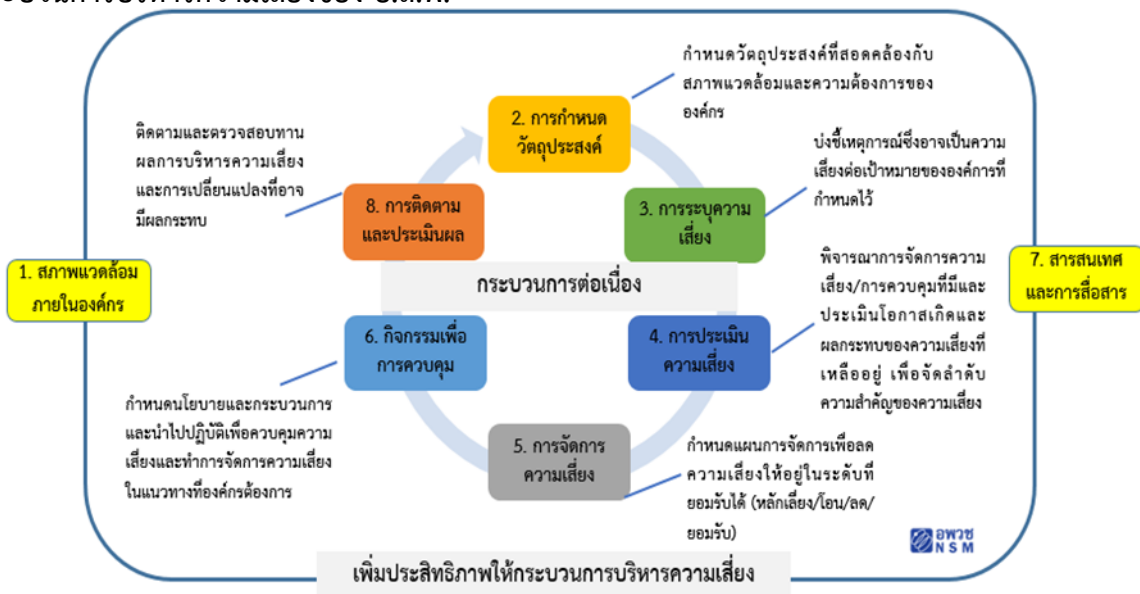 2. การกำหนด
วัตถุประสงค์
กำหนดวัตถุประสงค์ที่สอดคล้องกับ
สภาพแวดล้อมและความต้องการของ
องค์กร
3. การระบุความ
เสี่ยง
บ่งชี้เหตุการณ์ซึ่งอาจเป็นความ
เสี่ยงต่อเป้าหมายขององค์การที่
กำหนดไว้
ติดตามและตรวจสอบทาน
ผลการบริหารความเสี่ยง
และการเปลี่ยนแปลงที่อาจ
มีผลกระทบ
8. การติดตาม
และประเมินผล
1. สภาพแวดล้อม
ภายในองค์กร
กระบวนการต่อเนื่อง
7. สารสนเทศ
และการสื่อสาร
4. การประเมิน
ความเสี่ยง
พิจารณาการจัดการความ
เสี่ยง/การควบคุมที่มีและ
ประเมินโอกาสเกิดและ
ผลกระทบของความเสี่ยงที่
เหลืออยู่ เพื่อจัดลำดับ
ความสำคัญของความเสี่ยง
6. กิจกรรมเพื่อ
การควบคุม
กำหนดนโยบายและกระบวนการ
และนำไปปฏิบัติเพื่อควบคุมความ
เสี่ยงและทำการจัดการความเสี่ยง
ในแนวทางที่องค์กรต้องการ
5. การจัดการ
ความเสี่ยง
กำหนดแผนการจัดการเพื่อลด
ความเสี่ยงให้อยู่ในระดับที่
ยอมรับได้ (หลีกเลี่ยง/โอน/ลด/
ยอมรับ)
อพวช
NSM
เพิ่มประสิทธิภาพให้กระบวนการบริหารความเสี่ยง